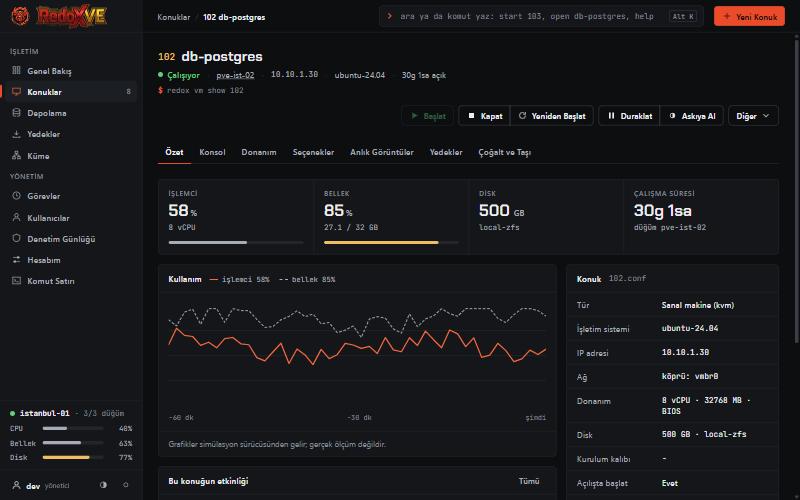 RedoXVE
Konuklar / 102 db-postgres
ara ya da komut yaz: start 103, open db-postgres, help
Alt K
+ Yeni Konuk
İŞLETİM
Genel Bakış
Konuklar 8
Depolama
Yedekler
Küme
YÖNETİM
Görevler
Kullanıcılar
Denetim Günlüğü
Hesabım
Komut Satırı
istanbul-01 · 3/3 düğüm
CPU 40%
Bellek 63%
Disk 77%
dev yönetici
102 db-postgres
Çalışıyor · pve-ist-02 · 10.10.1.30 · ubuntu-24.04 · 30g 1sa açık
$ redox vm show 102
Başlat
Kapat
Yeniden Başlat
Duraklat
Askıya Al
Diğer
Özet
Konsol
Donanım
Seçenekler
Anlık Görüntüler
Yedekler
Çoğalt ve Taşı
İŞLEMCİ
58 %
8 vCPU
BELLEK
85 %
27.1 / 32 GB
DİSK
500 GB
local-zfs
ÇALIŞMA SÜRESİ
30g 1sa
düğüm pve-ist-02
Kullanım
işlemci 58%
bellek 85%
-60 dk
-30 dk
şimdi
Grafikler simülasyon sürücüsünden gelir; gerçek ölçüm değildir.
Bu konuğun etkinliği
Tümü
Konuk 102.conf
Tür Sanal makine (kvm)
İşletim sistemi ubuntu-24.04
IP adresi 10.10.1.30
Ağ köprü: vmbr0
Donanım 8 vCPU · 32768 MB ·
BIOS
Disk 500 GB · local-zfs
Kurulum kalıbı -
Açılışta başlat Evet